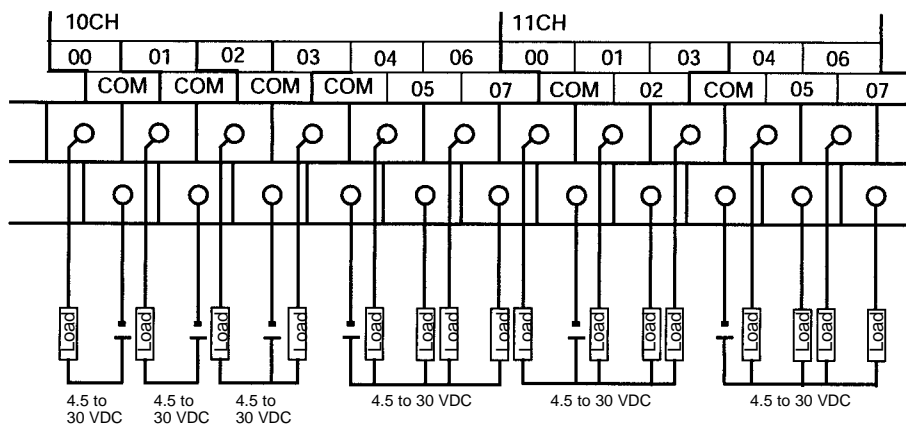 10CH 11CH
00 01 02 03 04 06 00 01 03 04 06
COM COM COM COM 05 07 COM 02 COM 05 07
Load Load Load Load Load Load Load Load Load Load Load Load Load Load Load Load
4.5 to 4.5 to 4.5 to 4.5 to 30 VDC 4.5 to 30 VDC 4.5 to 30 VDC
30 VDC 30 VDC 30 VDC